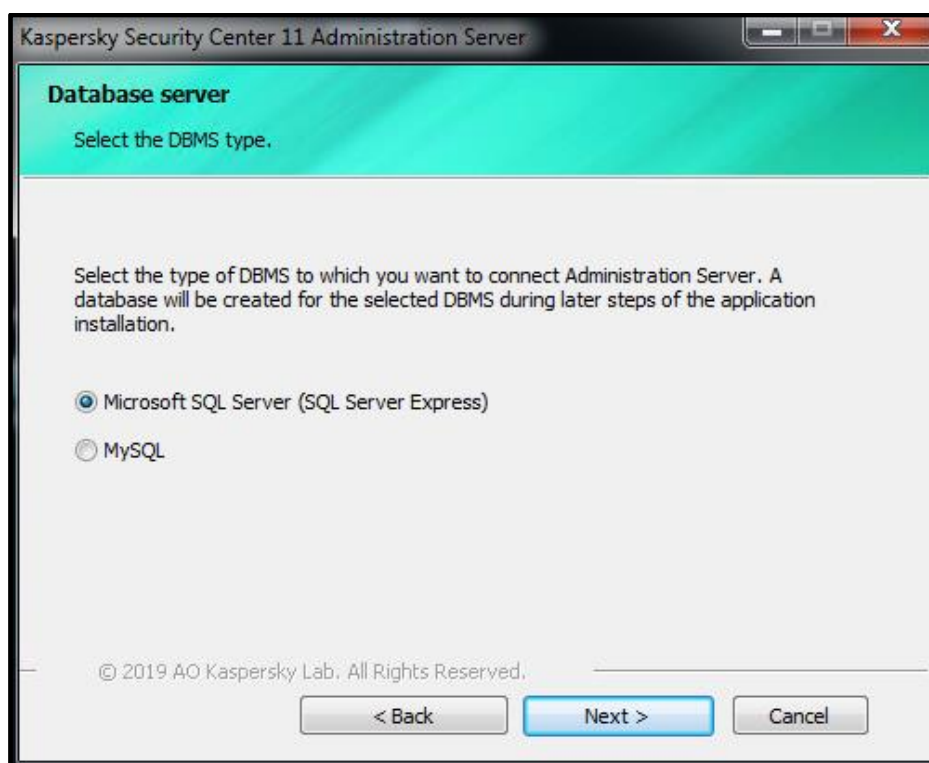 Kaspersky Security Center 11 Administration Server
Database server
Select the DBMS type.
Select the type of DBMS to which you want to connect Administration Server. A
database will be created for the selected DBMS during later steps of the application
installation.
Microsoft SQL Server (SQL Server Express)
MySQL
© 2019 AO Kaspersky Lab. All Rights Reserved.
< Back
Next >
Cancel